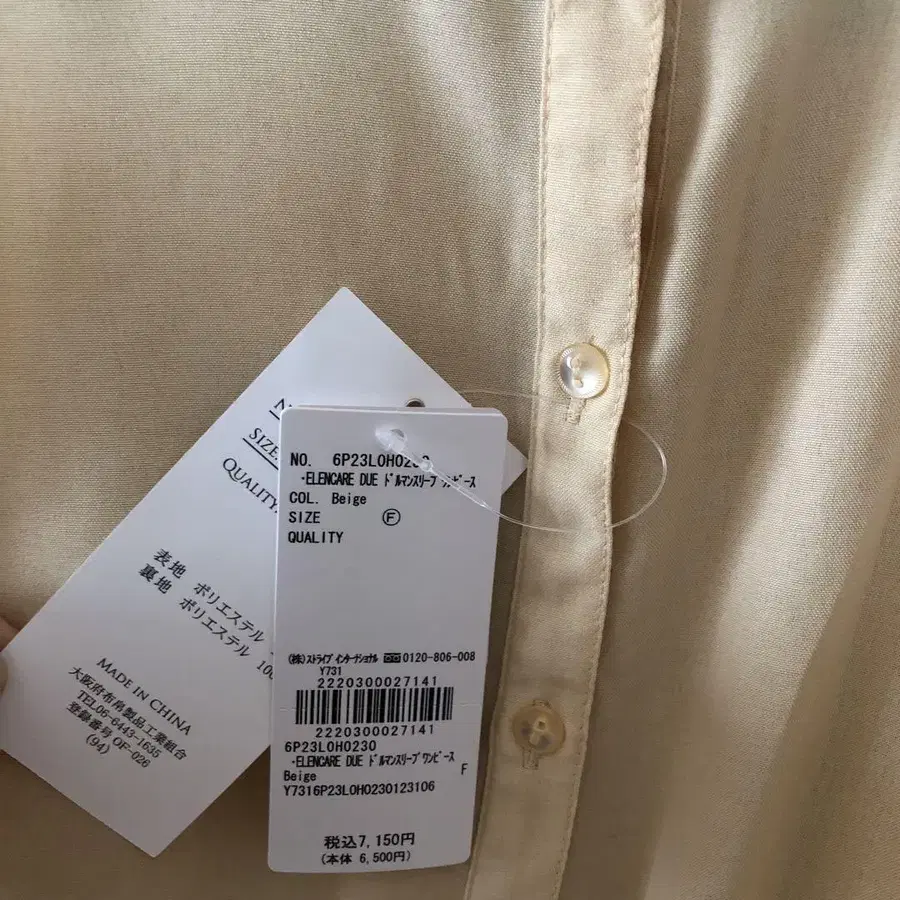 SIZE
QUALITY
表地 ポリエステル
裏地 ポリエステル
MADE IN CHINA
大阪府布帛製品工業組合
TEL06-6443-1635
登録番号 OF-026
(94)
NO. 6P23L0H0230
・ELENCARE DUE ドルマンスリーブ ワンピース
COL. Beige
SIZE Ⓕ
QUALITY
(株)ストライプインターナショナル 0120-806-008
Y731
2220300027141
2220300027141
6P23L0H0230
・ELENCARE DUE ドルマンスリーブワンピース
Beige F
Y7316P23L0H0230123106
税込7,150円
(本体 6,500円)